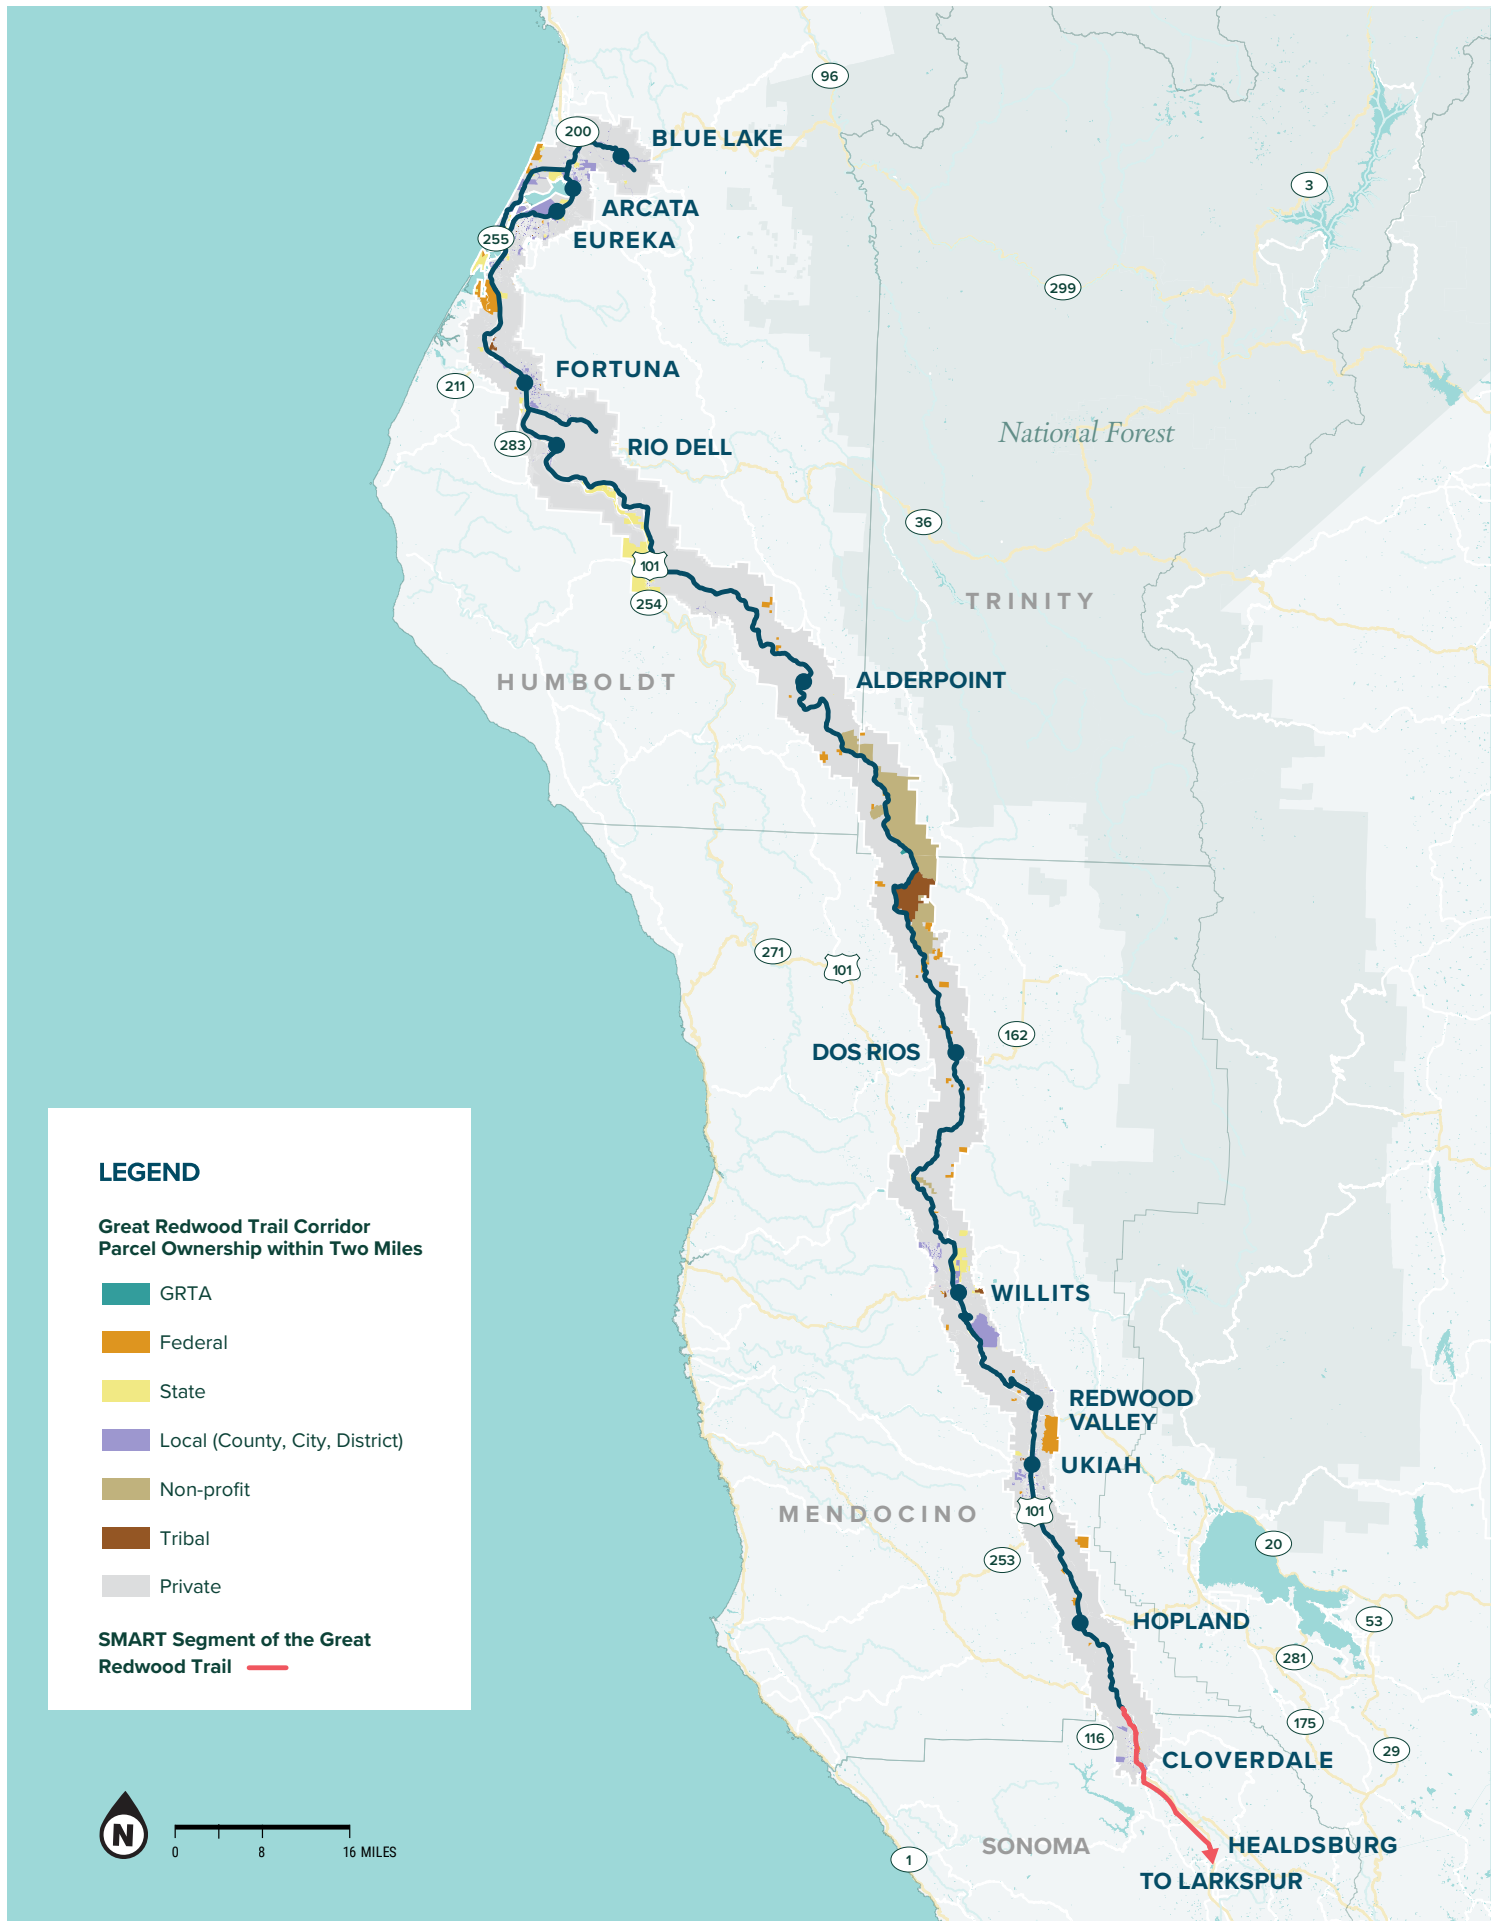 96
200
BLUE LAKE
3
ARCATA
255
EUREKA
299
FORTUNA
211
National Forest
283
RIO DELL
36
101
254
TRINITY
HUMBOLDT
ALDERPOINT
271
101
162
DOS RIOS
LEGEND
Great Redwood Trail Corridor
Parcel Ownership within Two Miles
GRTA
Federal
State
Local (County, City, District)
Non-profit
Tribal
Private
SMART Segment of the Great
Redwood Trail
WILLITS
REDWOOD
VALLEY
UKIAH
MENDOCINO
101
253
20
HOPLAND
53
281
175
116
29
CLOVERDALE
SONOMA
HEALDSBURG
1
TO LARKSPUR
N
0 8 16 MILES